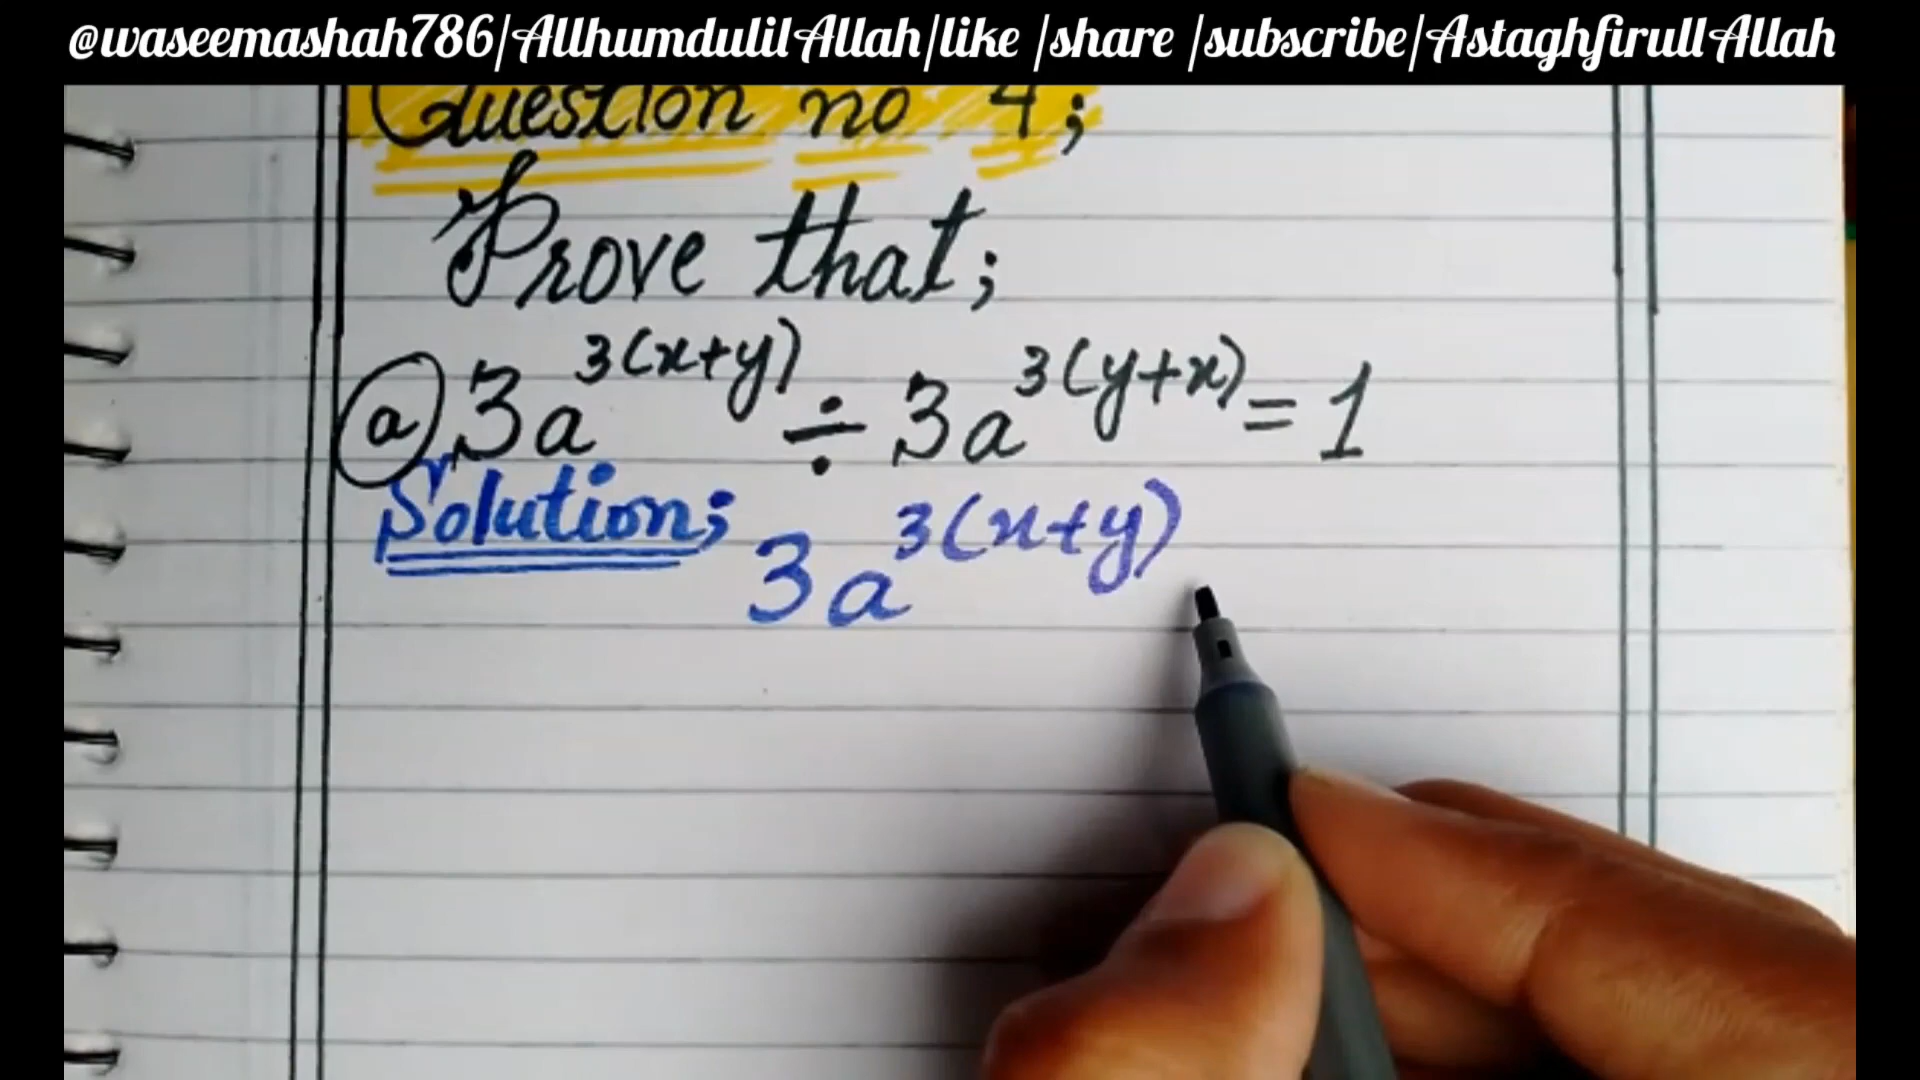 @waseemashah786/AllhumdulilAllah/like /share /subscribe/AstaghfirullAllah
Question no 4;
Prove that;
(a) 3a^3(x+y) ÷ 3a^3(y+x) = 1
Solution; 3a^3(x+y)